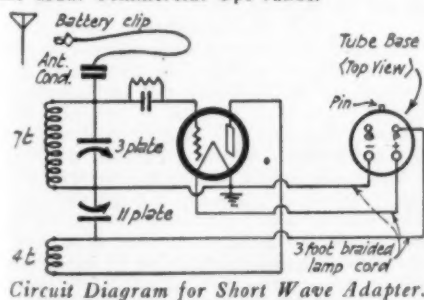 Battery clip
Ant.
Cond.
Tube Base
(Top View)
Pin
7t
3 plate
11 plate
4t
3 foot braided
lamp cord
G
P
-
+
Circuit Diagram for Short Wave Adapter.